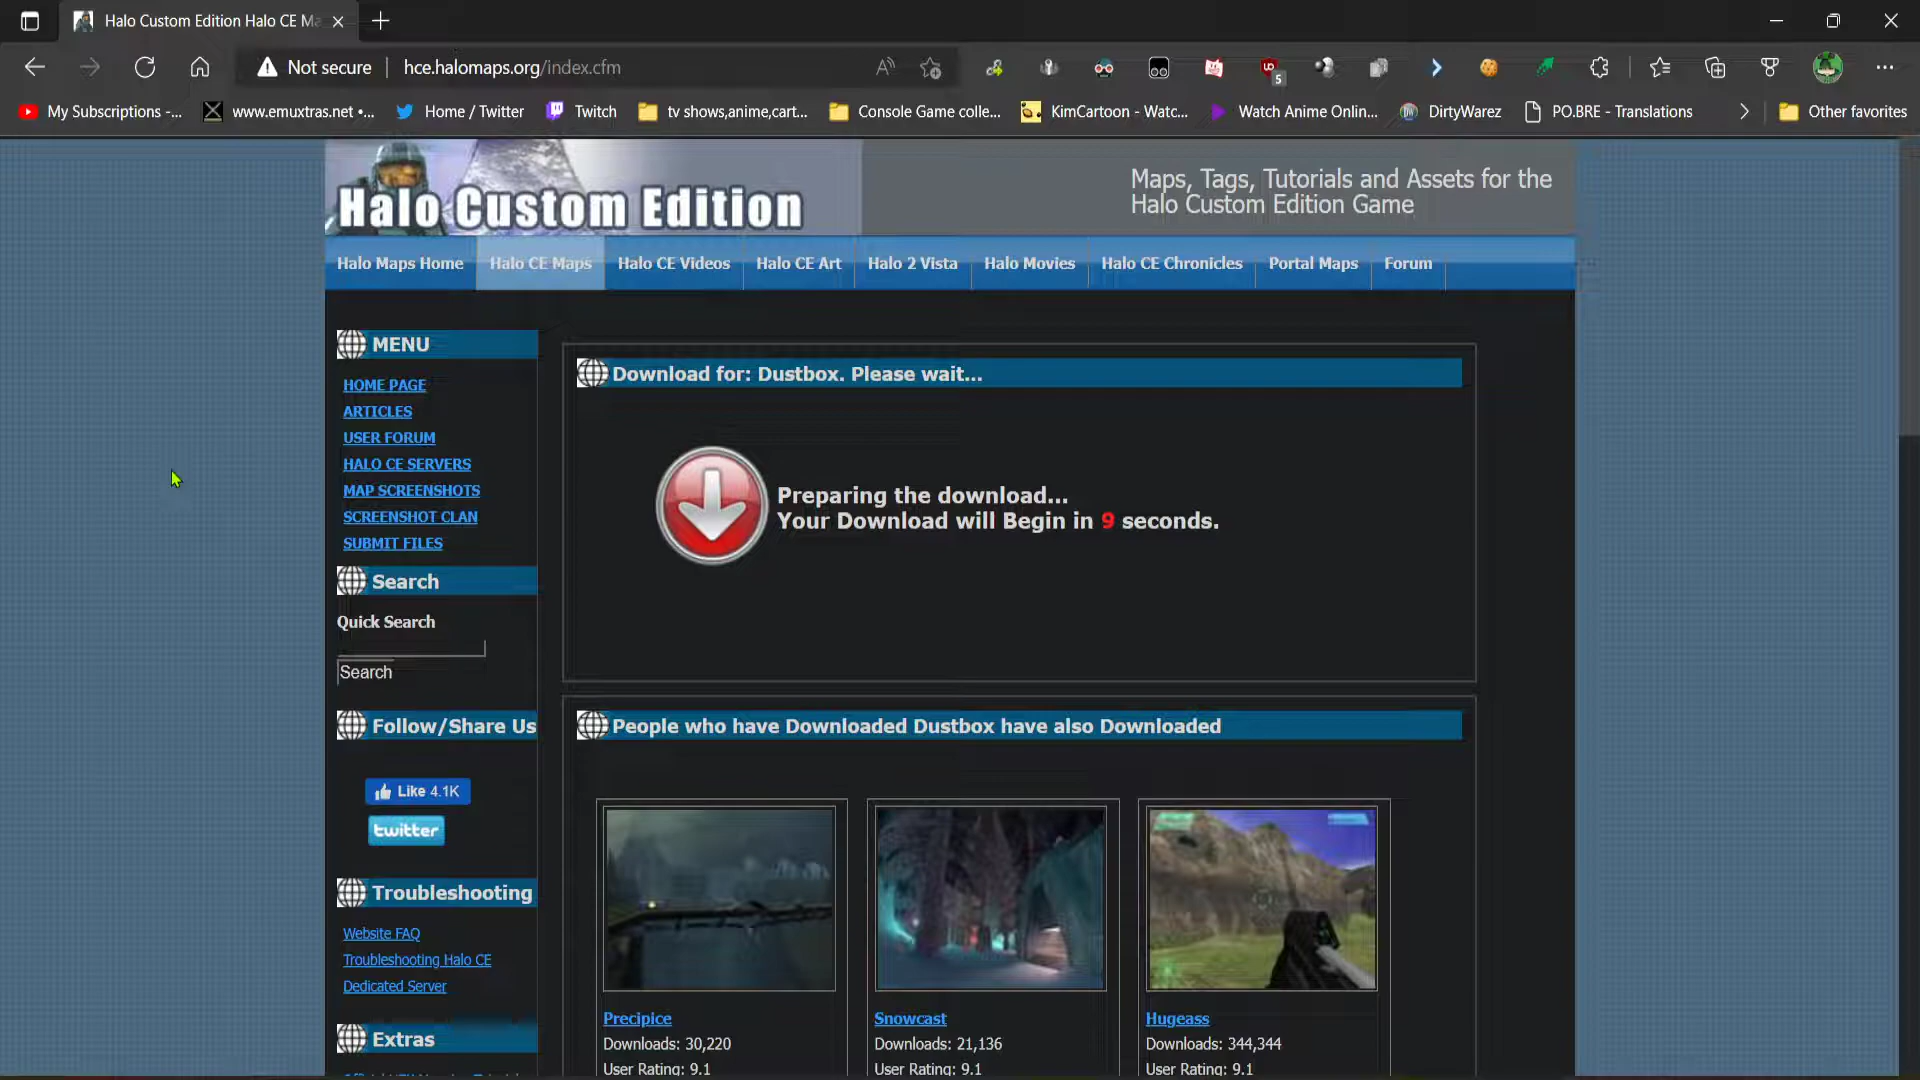 Halo Custom Edition Halo CE Ma
Not secure
hce.halomaps.org/index.cfm
5
My Subscriptions -...
www.emuxtras.net •...
Home / Twitter
Twitch
tv shows,anime,cart...
Console Game colle...
KimCartoon - Watc...
Watch Anime Onlin...
DirtyWarez
PO.BRE - Translations
Other favorites
Halo Custom Edition
Maps, Tags, Tutorials and Assets for the
Halo Custom Edition Game
Halo Maps Home
Halo CE Maps
Halo CE Videos
Halo CE Art
Halo 2 Vista
Halo Movies
Halo CE Chronicles
Portal Maps
Forum
MENU
HOME PAGE
ARTICLES
USER FORUM
HALO CE SERVERS
MAP SCREENSHOTS
SCREENSHOT CLAN
SUBMIT FILES
Search
Quick Search
Search
Follow/Share Us
Like 4.1K
twitter
Troubleshooting
Website FAQ
Troubleshooting Halo CE
Dedicated Server
Extras
Download for: Dustbox. Please wait...
Preparing the download...
Your Download will Begin in 9 seconds.
People who have Downloaded Dustbox have also Downloaded
Precipice
Downloads: 30,220
User Rating: 9.1
Snowcast
Downloads: 21,136
User Rating: 9.1
Hugeass
Downloads: 344,344
User Rating: 9.1